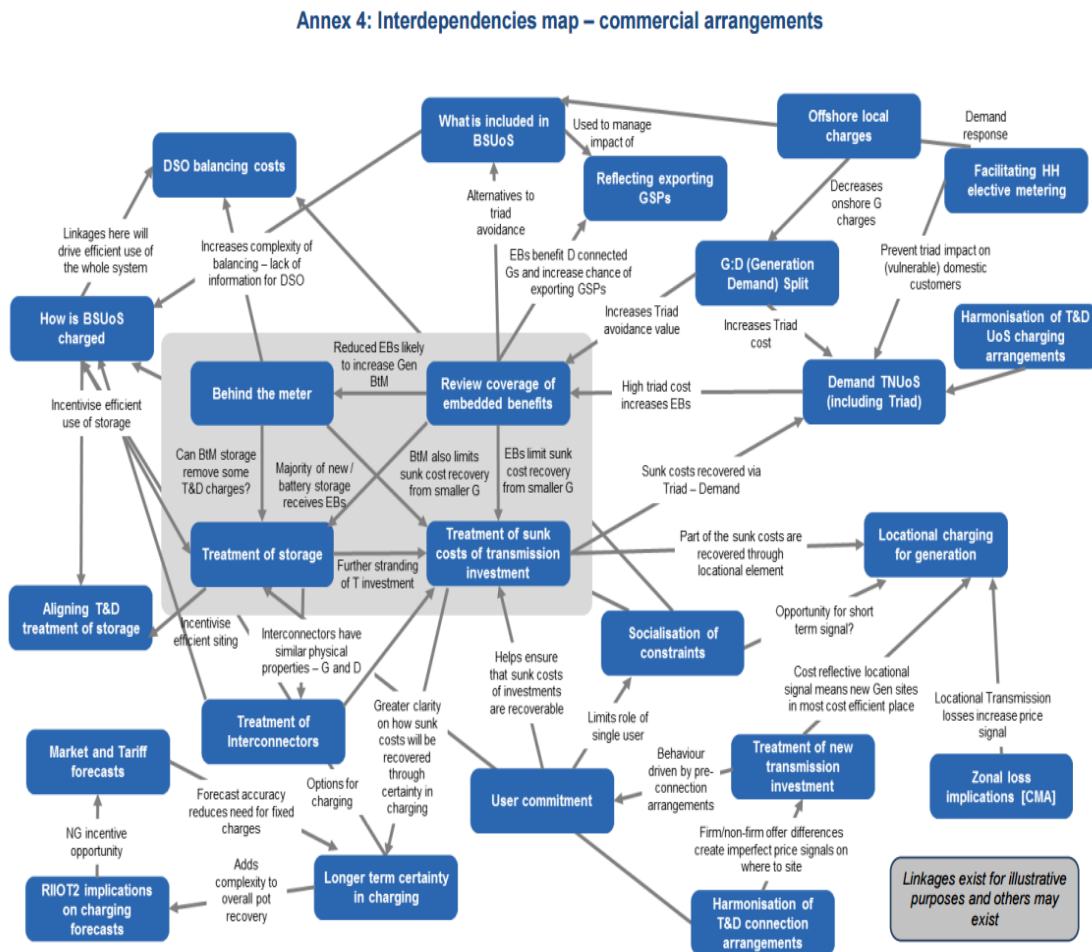 Annex 4: Interdependencies map – commercial arrangements
What is included in
BSUoS
Used to manage
impact of
Offshore local
charges
Demand
response
DSO balancing costs
Reflecting exporting
GSPs
Facilitating HH
elective metering
Alternatives to
triad
avoidance
Decreases
onshore G
charges
Linkages here will
drive efficient use of
the whole system
Increases complexity of
balancing – lack of
information for DSO
EBs benefit D connected
Gs and increase chance of
exporting GSPs
G:D (Generation
Demand) Split
Prevent triad impact on
(vulnerable) domestic
customers
How is BSUoS
charged
Increases Triad
avoidance value
Increases Triad
cost
Harmonisation of T&D
UoS charging
arrangements
Reduced EBs likely
to increase Gen
BtM
Behind the meter
Review coverage of
embedded benefits
High triad cost
increases EBs
Demand TNUoS
(including Triad)
Incentivise efficient
use of storage
Can BtM storage
remove some
T&D charges?
Majority of new /
battery storage
receives EBs
BtM also limits
sunk cost recovery
from smaller G
EBs limit sunk
cost recovery
from smaller G
Sunk costs recovered via
Triad – Demand
Treatment of storage
Further stranding
of T investment
Treatment of sunk
costs of transmission
investment
Part of the sunk costs are
recovered through
locational element
Locational charging
for generation
Aligning T&D
treatment of storage
Incentivise
efficient siting
Interconnectors have
similar physical
properties – G and D
Socialisation of
constraints
Opportunity for short
term signal?
Helps ensure
that sunk costs
of investments
are recoverable
Cost reflective locational
signal means new Gen sites
in most cost efficient place
Treatment of
Interconnectors
Greater clarity
on how sunk
costs will be
recovered
through
certainty in
charging
Limits role of
single user
Locational Transmission
losses increase price
signal
Market and Tariff
forecasts
Forecast accuracy
reduces need for fixed
charges
Options for
charging
User commitment
Behaviour
driven by pre-
connection
arrangements
Treatment of new
transmission
investment
Zonal loss
implications [CMA]
NG incentive
opportunity
Firm/non-firm offer differences
create imperfect price signals on
where to site
RIIOT2 implications
on charging
forecasts
Adds
complexity to
overall pot
recovery
Longer term certainty
in charging
Harmonisation of
T&D connection
arrangements
Linkages exist for illustrative
purposes and others may
exist